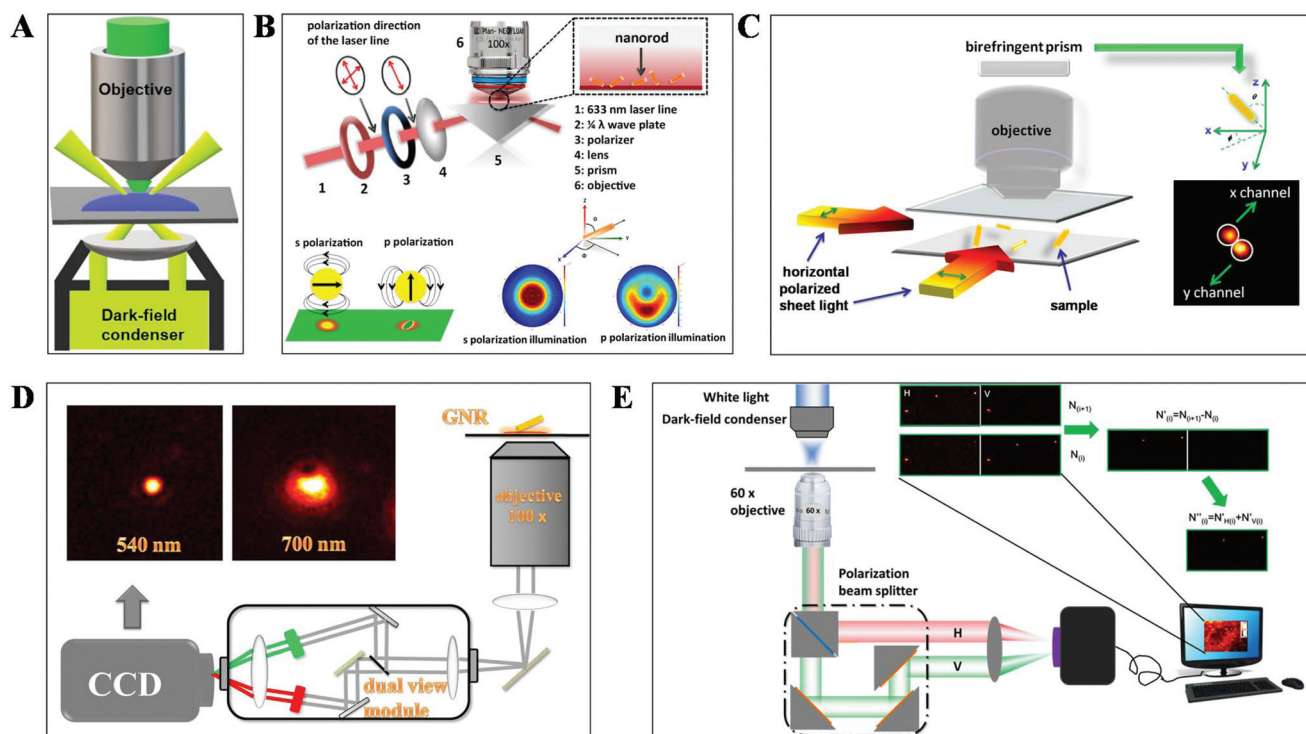 A
Objective
Dark-field
condenser
B
polarization direction
of the laser line
6
Plan- NEOFLUAR
100x
nanorod
1: 633 nm laser line
2: ¼ λ wave plate
3: polarizer
4: lens
5: prism
6: objective
1
2
3
4
5
s polarization
p polarization
Z
Θ
Y
X
Φ
s polarization illumination
p polarization illumination
C
birefringent prism
objective
z
θ
x
ϕ
y
x channel
y channel
horizontal
polarized
sheet light
sample
D
540 nm
700 nm
GNR
objective
100 x
CCD
dual view
module
E
White light
Dark-field condenser
60 x
objective
60 x
H
V
N(i+1)
N(i)
N'(i)=N(i+1)-N(i)
N''(i)=N'H(i)+N'V(i)
Polarization
beam splitter
H
V